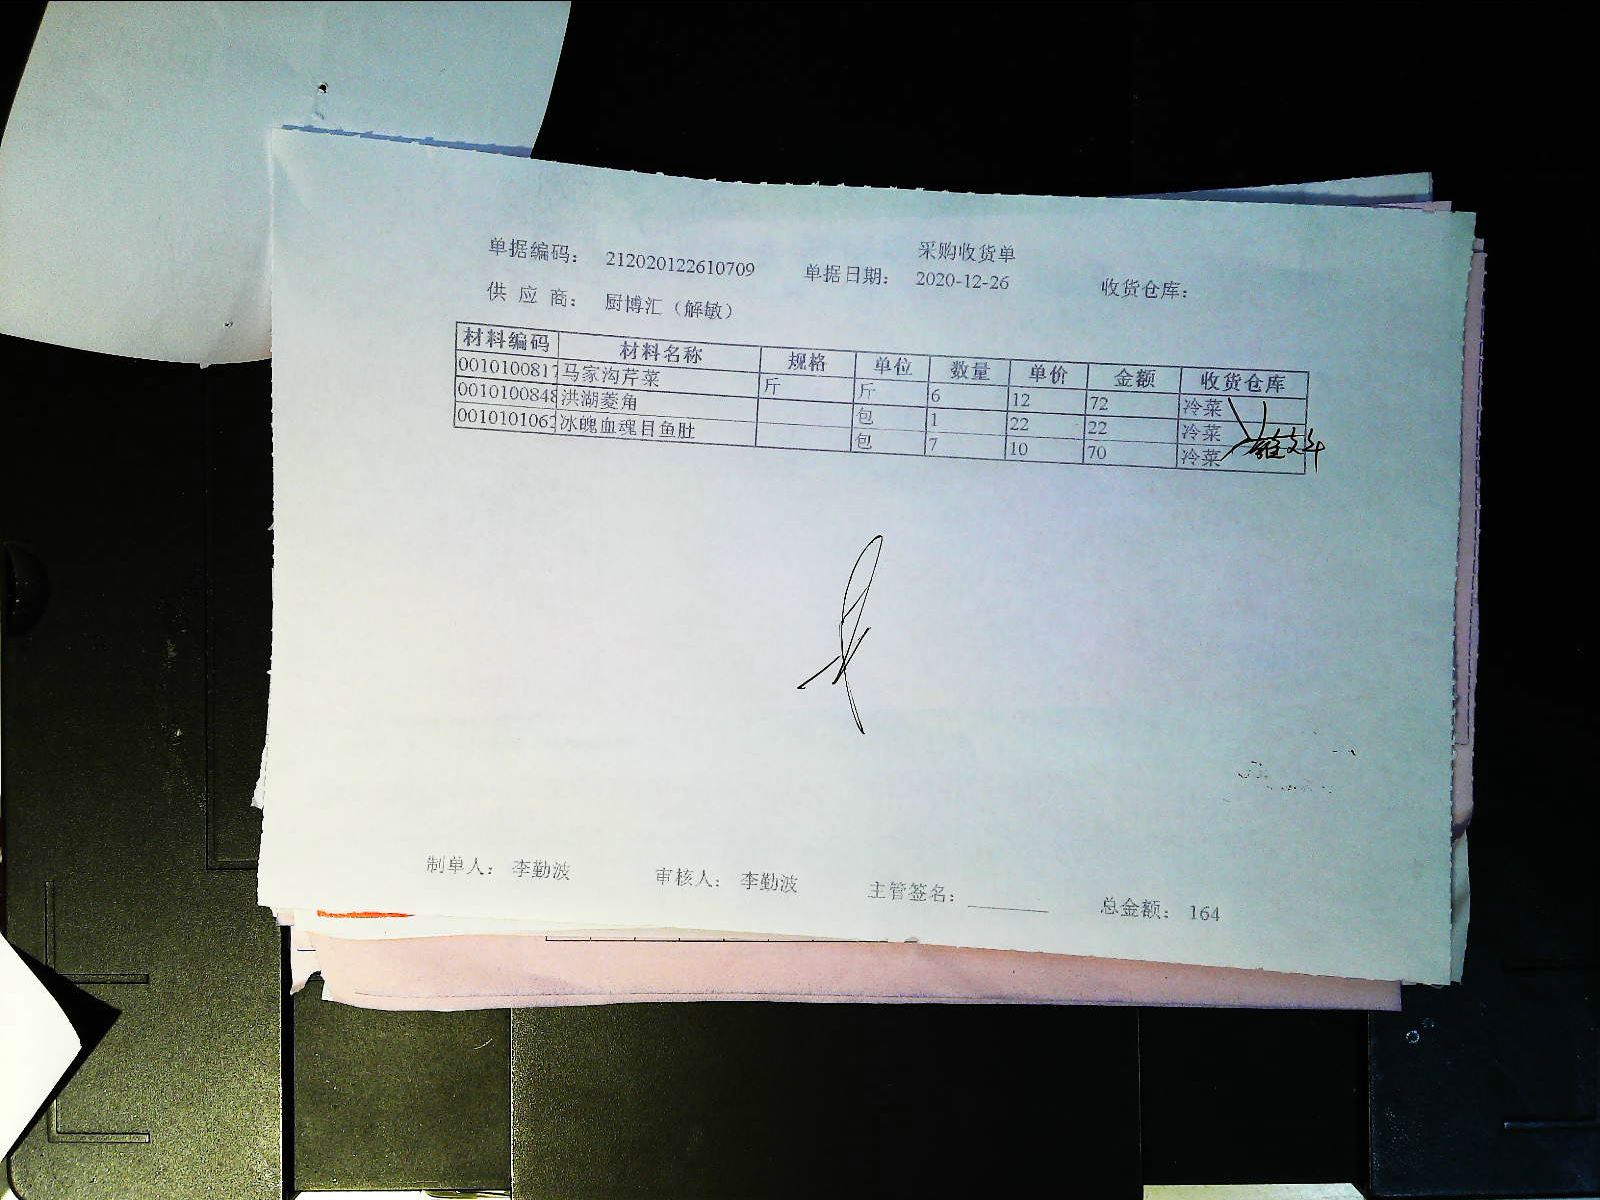 采购收货单
单据编码： 212020122610709 单据日期： 2020-12-26 收货仓库：
供 应 商： 厨博汇（解敏）
材料编码 材料名称 规格 单位 数量 单价 金额 收货仓库
0010100817 马家沟芹菜 斤 斤 6 12 72 冷菜
0010100848 洪湖菱角 包 1 22 22 冷菜
0010101062 冰魄血魂目鱼肚 包 7 10 70 冷菜
制单人： 李勤波 审核人： 李勤波 主管签名： 总金额： 164